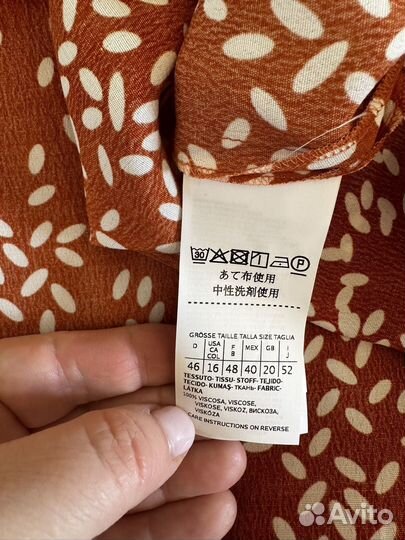 30 P
あて布使用
中性洗剤使用
GRÖSSE TAILLE TALLA SIZE TAGLIA
D USA CA COL F B MEX GB I J
46 16 48 40 20 52
TESSUTO- TISSU- STOFF- TEJIDO-
TECIDO- KUMAŞ- ТКАНЬ- FABRIC-
LÁTKA
100% VISCOSA, VISCOSE,
VISKOSE, VISKOZ, ВИСКОЗА,
VISKÓZA
CARE INSTRUCTIONS ON REVERSE
Avito